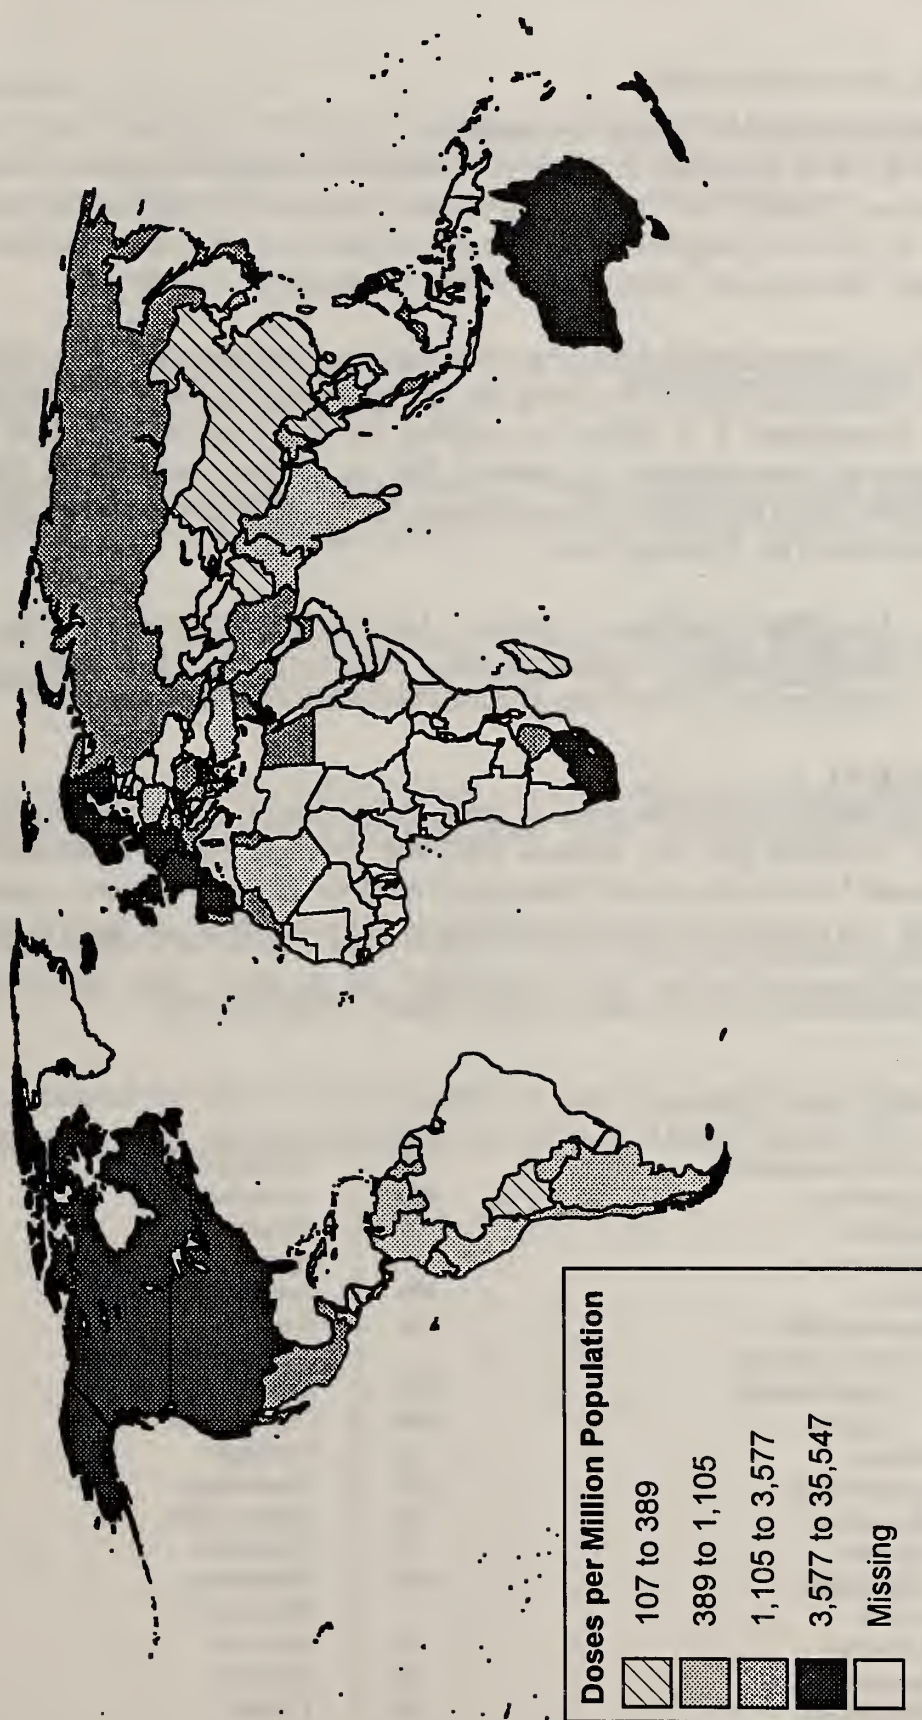 Doses per Million Population
107 to 389
389 to 1,105
1,105 to 3,577
3,577 to 35,547
Missing